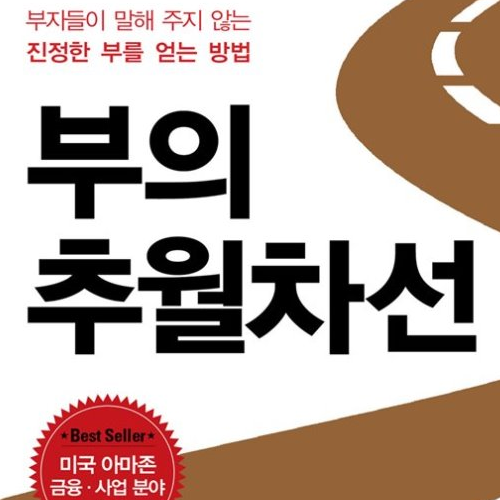 부자들이 말해 주지 않는
진정한 부를 얻는 방법
부의
추월차선
★Best Seller★
미국 아마존
금융·사업 분야